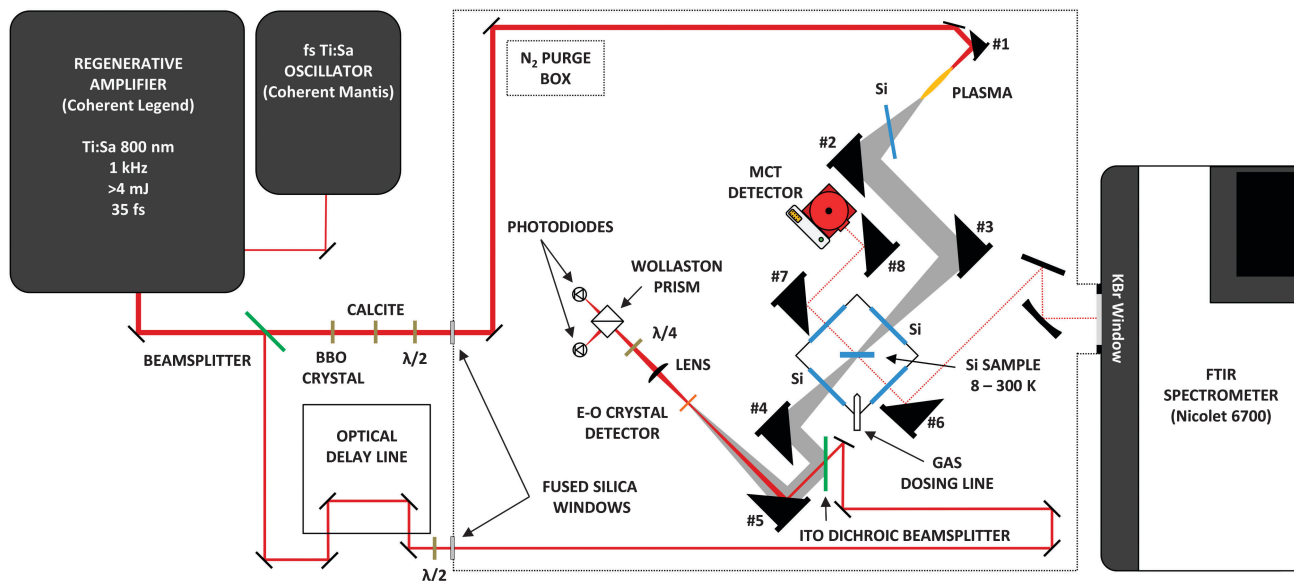 REGENERATIVE
AMPLIFIER
(Coherent Legend)
Ti:Sa 800 nm
1 kHz
>4 mJ
35 fs
fs Ti:Sa
OSCILLATOR
(Coherent Mantis)
N2 PURGE
BOX
#1
PLASMA
Si
#2
MCT
DETECTOR
#3
PHOTODIODES
WOLLASTON
PRISM
#8
#7
CALCITE
λ/4
Si
KBr Window
BEAMSPLITTER
BBO
CRYSTAL
λ/2
LENS
Si
Si SAMPLE
8 – 300 K
FTIR
SPECTROMETER
(Nicolet 6700)
E-O CRYSTAL
DETECTOR
#4
#6
OPTICAL
DELAY LINE
GAS
DOSING LINE
FUSED SILICA
WINDOWS
#5
ITO DICHROIC BEAMSPLITTER
λ/2